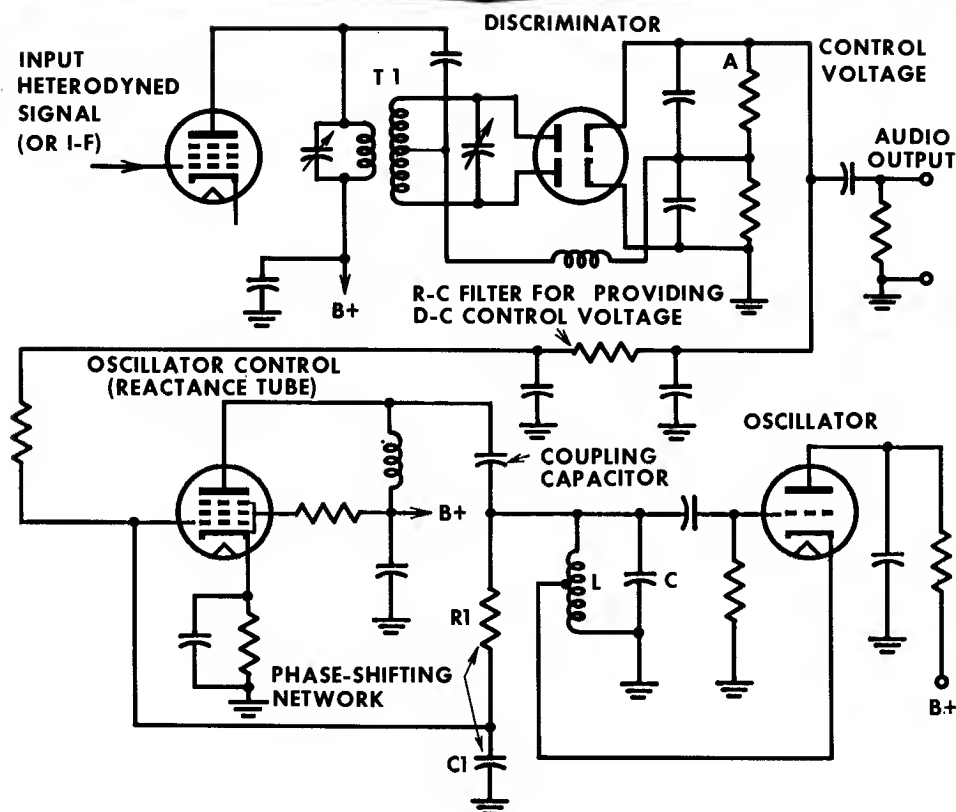 DISCRIMINATOR
INPUT
HETERODYNED
SIGNAL
(OR I-F)
T 1
A
CONTROL
VOLTAGE
AUDIO
OUTPUT
B+
R-C FILTER FOR PROVIDING
D-C CONTROL VOLTAGE
OSCILLATOR CONTROL
(REACTANCE TUBE)
OSCILLATOR
COUPLING
CAPACITOR
B+
L
C
R1
PHASE-SHIFTING
NETWORK
B+
C1